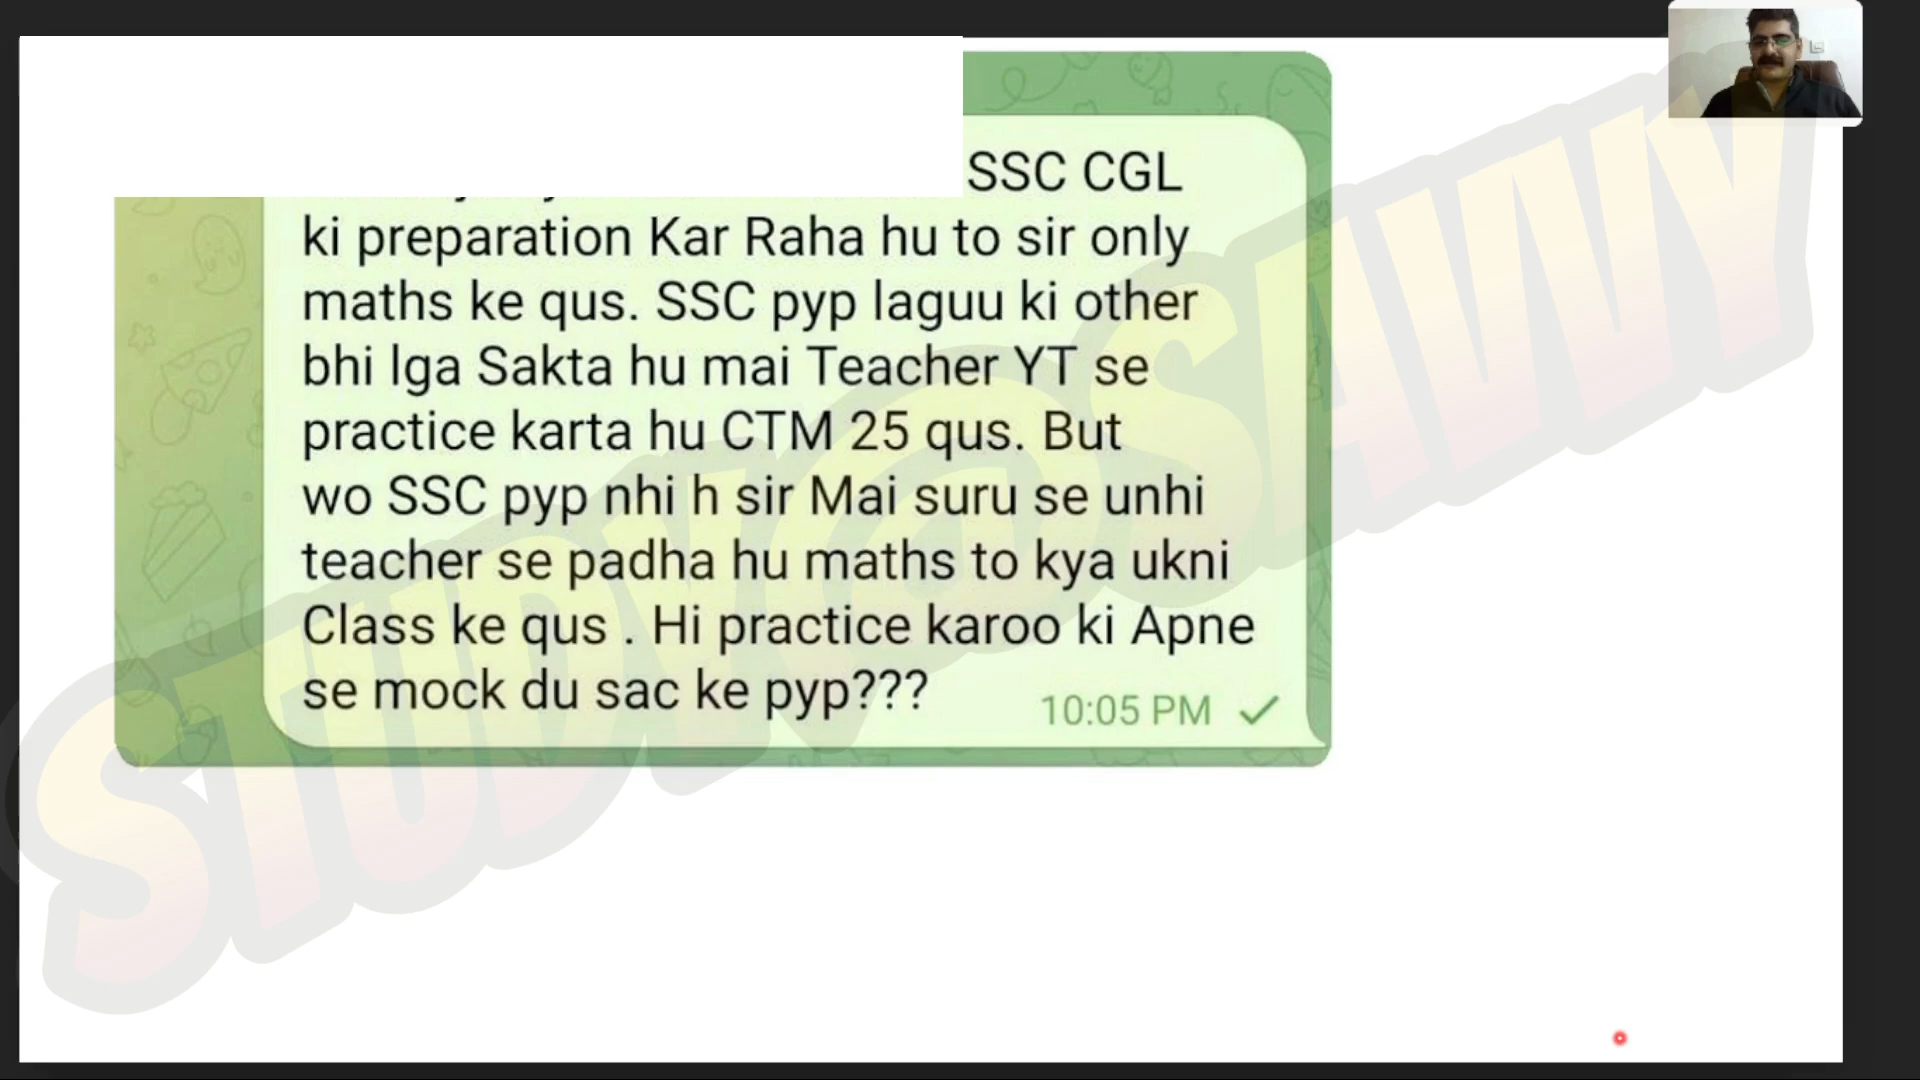 SSC CGL
ki preparation Kar Raha hu to sir only
maths ke qus. SSC pyp laguu ki other
bhi lga Sakta hu mai Teacher YT se
practice karta hu CTM 25 qus. But
wo SSC pyp nhi h sir Mai suru se unhi
teacher se padha hu maths to kya ukni
Class ke qus . Hi practice karoo ki Apne
se mock du sac ke pyp???
10:05 PM
STUDY@SAVVY